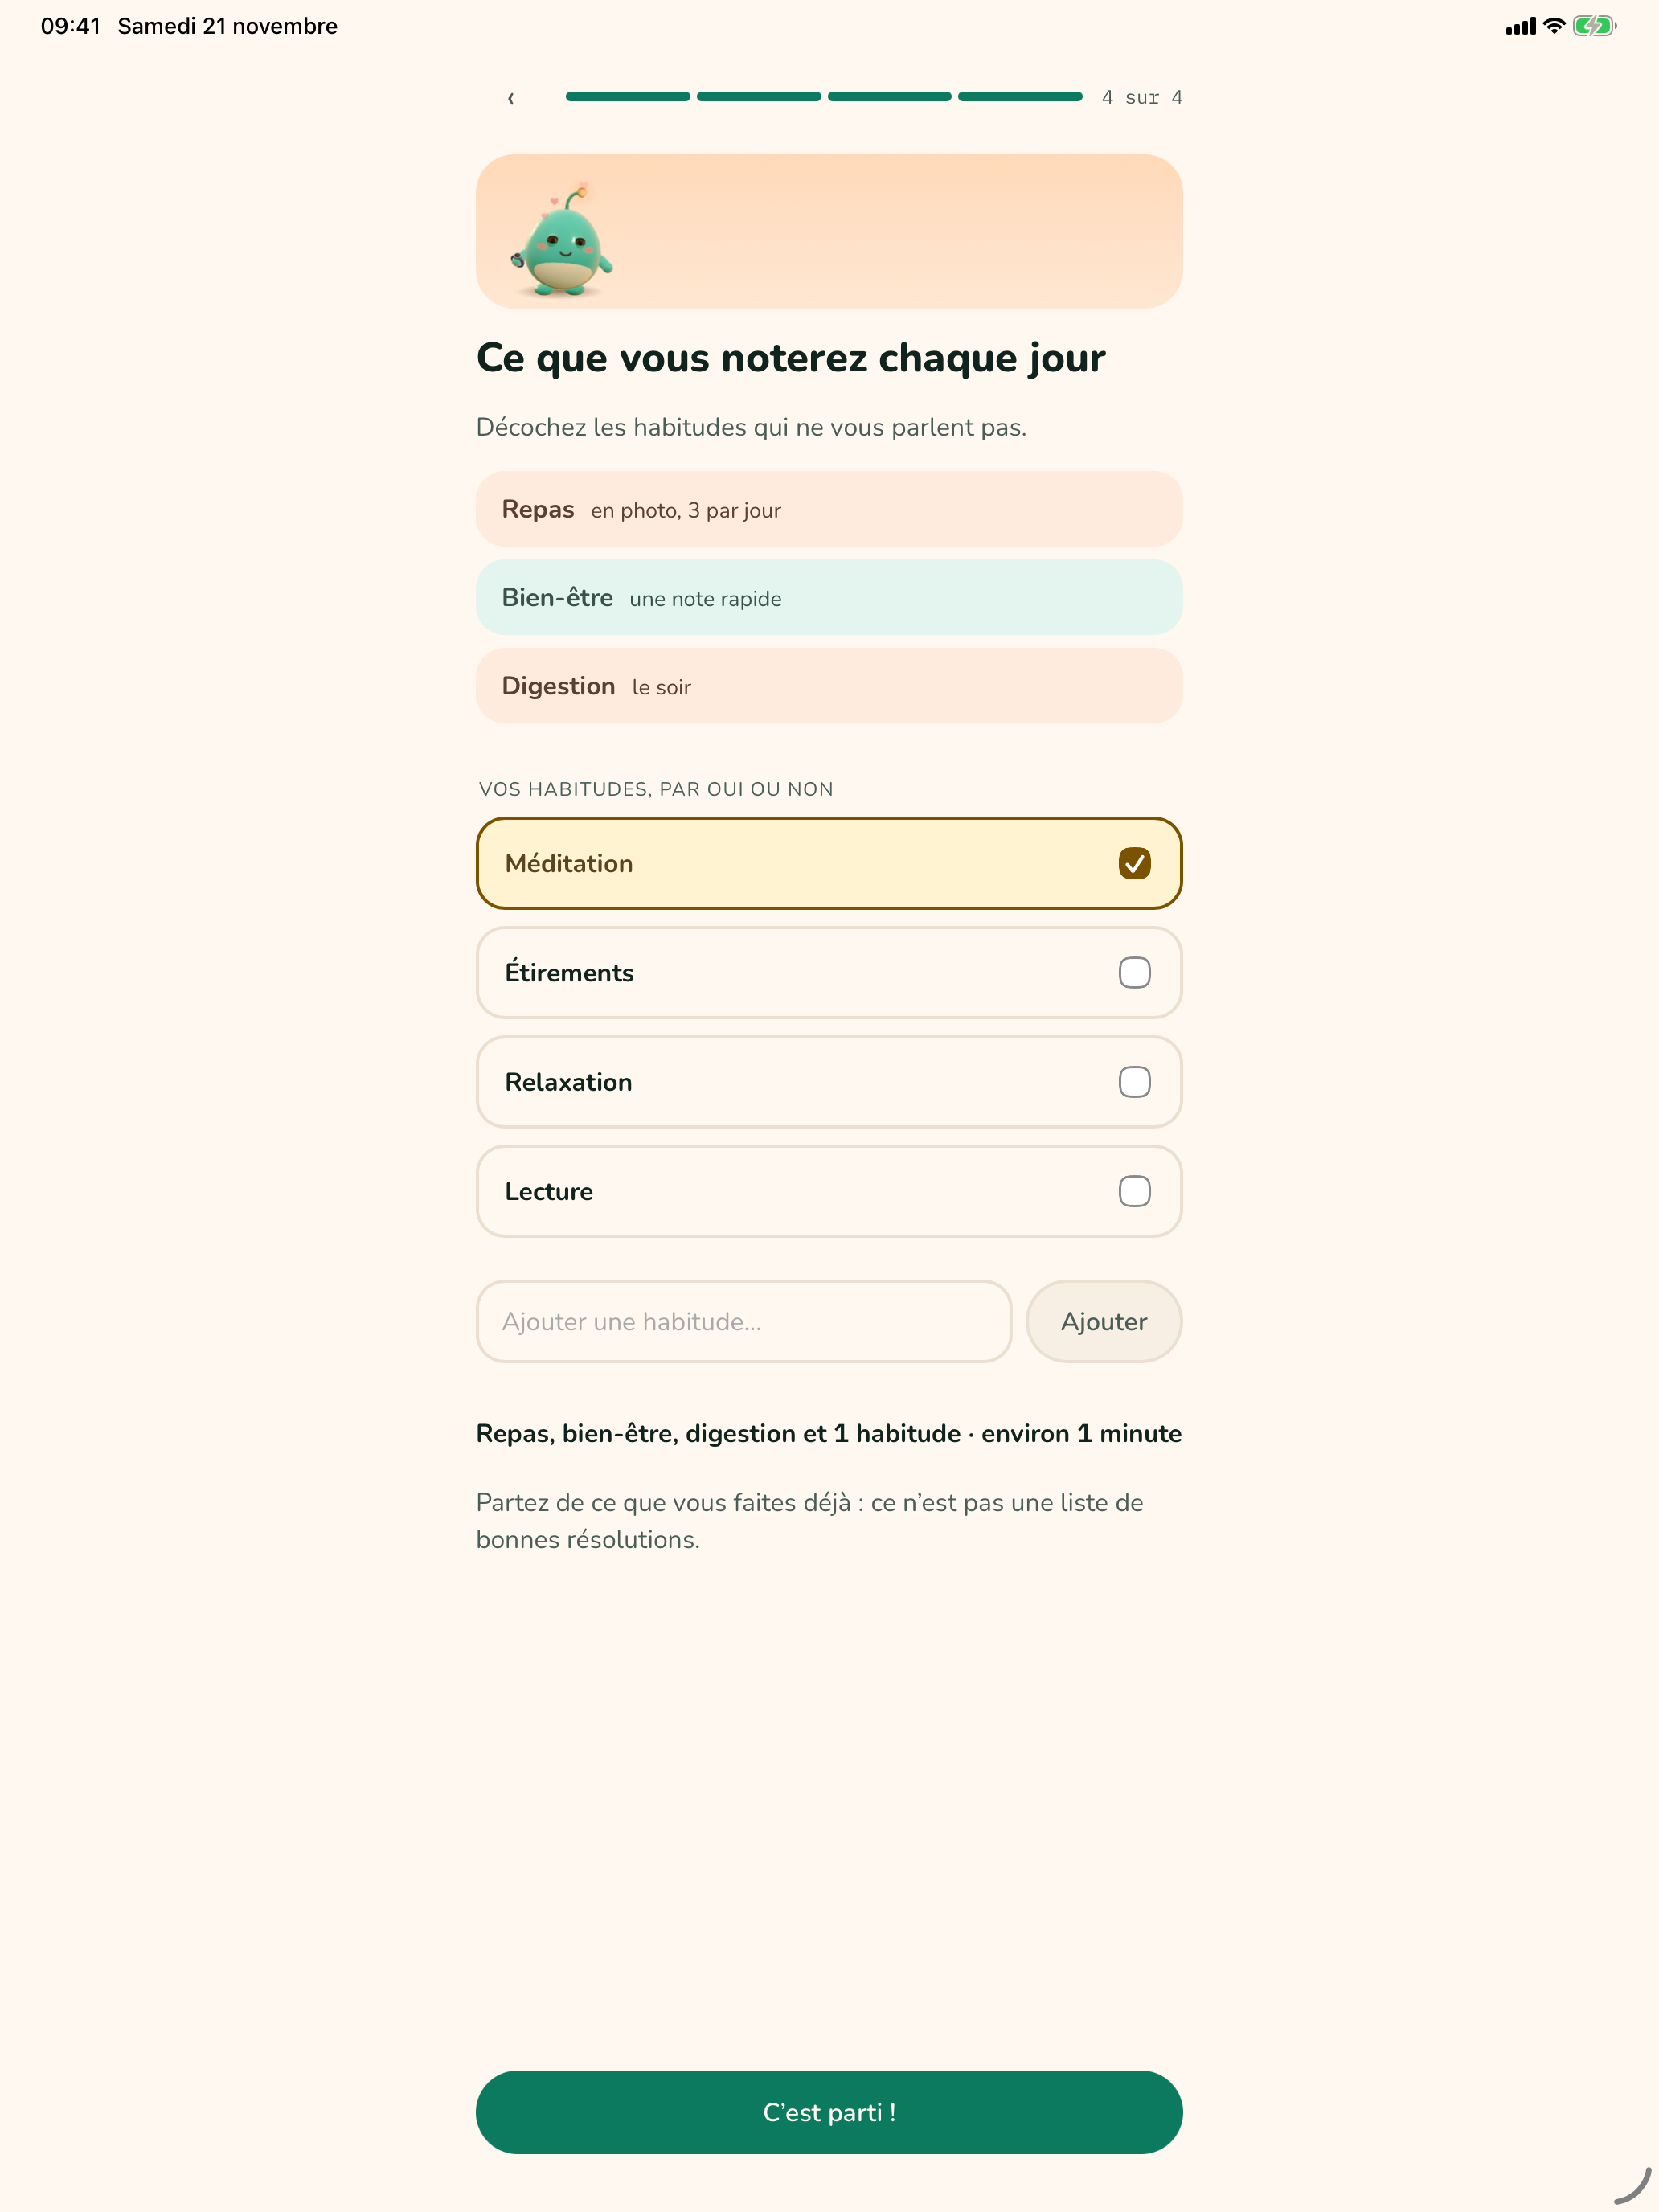 09:41 Samedi 21 novembre
4 sur 4
Ce que vous noterez chaque jour
Décochez les habitudes qui ne vous parlent pas.
Repas en photo, 3 par jour
Bien-être une note rapide
Digestion le soir
VOS HABITUDES, PAR OUI OU NON
Méditation
Étirements
Relaxation
Lecture
Ajouter une habitude...
Ajouter
Repas, bien-être, digestion et 1 habitude · environ 1 minute
Partez de ce que vous faites déjà : ce n’est pas une liste de
bonnes résolutions.
C’est parti !